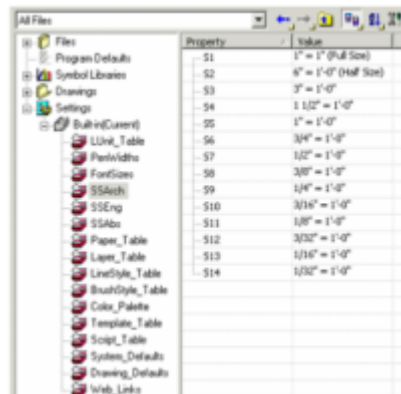 All Files
Files
Program Defaults
Symbol Libraries
Drawings
Settings
Built-in(Current)
LUnit_Table
PenWidths
FontSizes
SSArch
SSEng
SSAbs
Paper_Table
Layer_Table
LineStyle_Table
BrushStyle_Table
Color_Palette
Template_Table
Script_Table
System_Defaults
Drawing_Defaults
Web_Links
Property / Value
S1 1" = 1" (Full Size)
S2 6" = 1'-0" (Half Size)
S3 3" = 1'-0"
S4 1 1/2" = 1'-0"
S5 1" = 1'-0"
S6 3/4" = 1'-0"
S7 1/2" = 1'-0"
S8 3/8" = 1'-0"
S9 1/4" = 1'-0"
S10 3/16" = 1'-0"
S11 1/8" = 1'-0"
S12 3/32" = 1'-0"
S13 1/16" = 1'-0"
S14 1/32" = 1'-0"